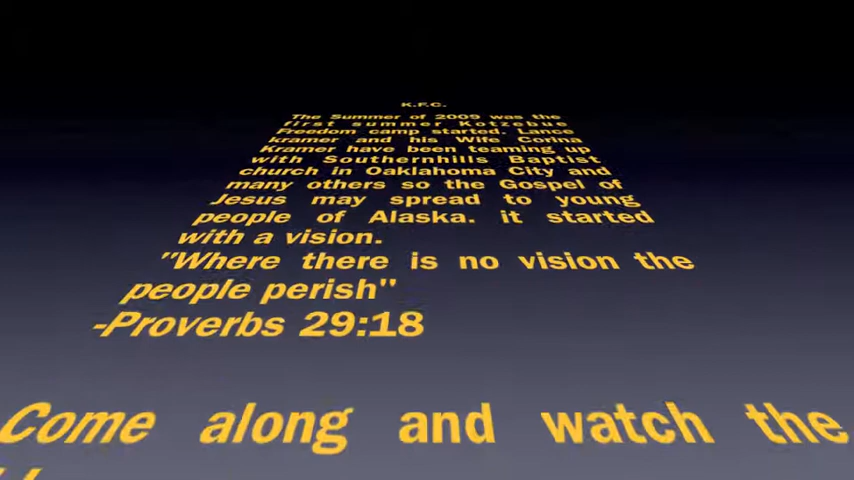 K.F.C.
The Summer of 2009 was the
first summer Kotzebue
Freedom camp started. Lance
kramer and his Wife Corina
Kramer have been teaming up
with Southernhills Baptist
church in Oaklahoma City and
many others so the Gospel of
Jesus may spread to young
people of Alaska. it started
with a vision.
"Where there is no vision the
people perish"
-Proverbs 29:18
Come along and watch the